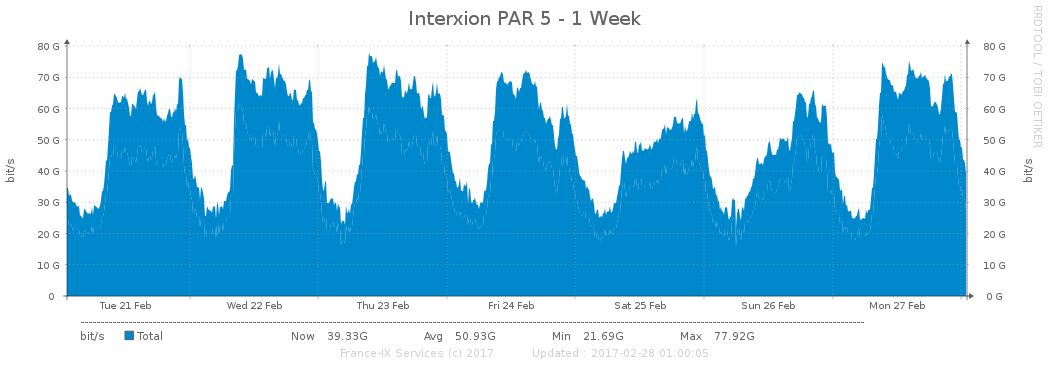 Interxion PAR 5 - 1 Week
RRDTOOL / TOBI OETIKER
80 G 80 G
70 G 70 G
60 G 60 G
50 G 50 G
40 G 40 G
30 G 30 G
20 G 20 G
10 G 10 G
0 0 G
bit/s bit/s
Tue 21 Feb Wed 22 Feb Thu 23 Feb Fri 24 Feb Sat 25 Feb Sun 26 Feb Mon 27 Feb
bit/s Total Now 39.33G Avg 50.93G Min 21.69G Max 77.92G
France-IX Services (c) 2017 Updated : 2017-02-28 01:00:05